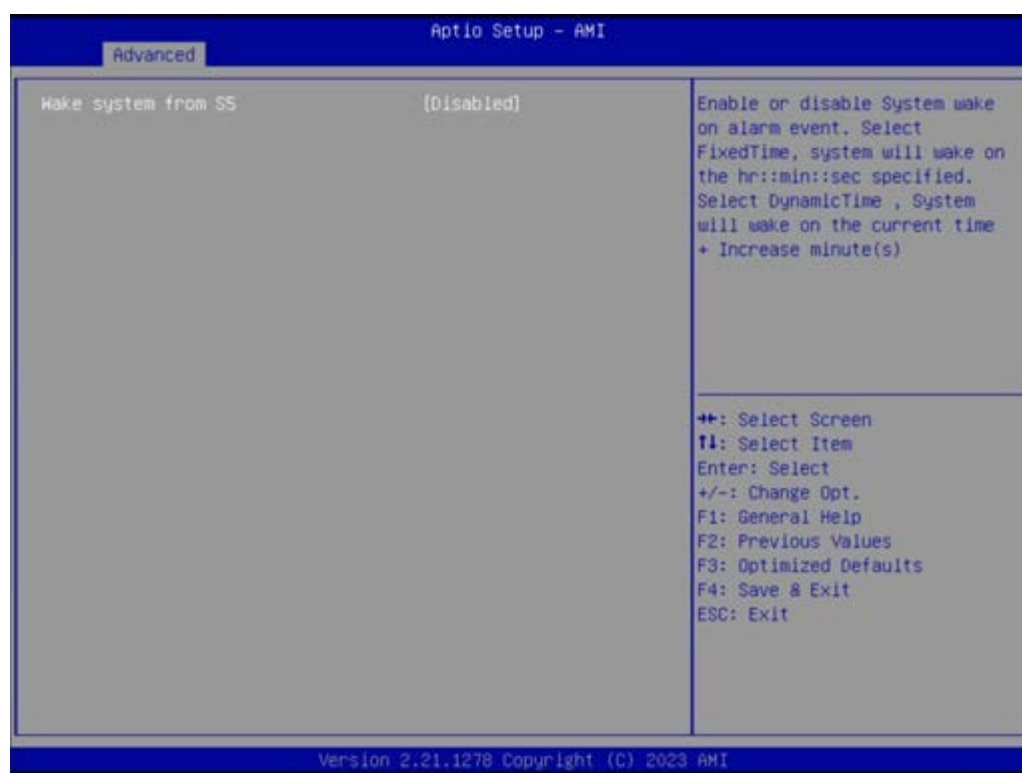 Aptio Setup - AMI
Advanced
Wake system from S5 [Disabled]
Enable or disable System wake
on alarm event. Select
FixedTime, system will wake on
the hr::min::sec specified.
Select DynamicTime , System
will wake on the current time
+ Increase minute(s)
→←: Select Screen
↑↓: Select Item
Enter: Select
+/-: Change Opt.
F1: General Help
F2: Previous Values
F3: Optimized Defaults
F4: Save & Exit
ESC: Exit
Version 2.21.1278 Copyright (C) 2023 AMI